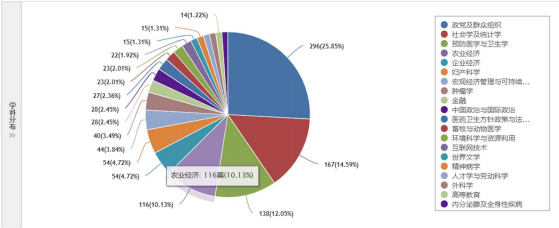 14(1.22%)
15(1.31%)
15(1.31%)
22(1.92%)
23(2.01%)
23(2.01%)
27(2.36%)
28(2.45%)
28(2.45%)
40(3.49%)
44(3.84%)
54(4.72%)
54(4.72%)
116(10.13%)
138(12.05%)
167(14.59%)
296(25.85%)
农业经济: 116篇(10.13%)
学科分布 »
政党及群众组织
社会学及统计学
预防医学与卫生学
农业经济
企业经济
妇产科学
宏观经济管理与可持续...
肿瘤学
金融
中国政治与国际政治
医药卫生方针政策与法...
畜牧与动物医学
环境科学与资源利用
互联网技术
世界文学
精神病学
人才学与劳动科学
外科学
高等教育
内分泌腺及全身性疾病